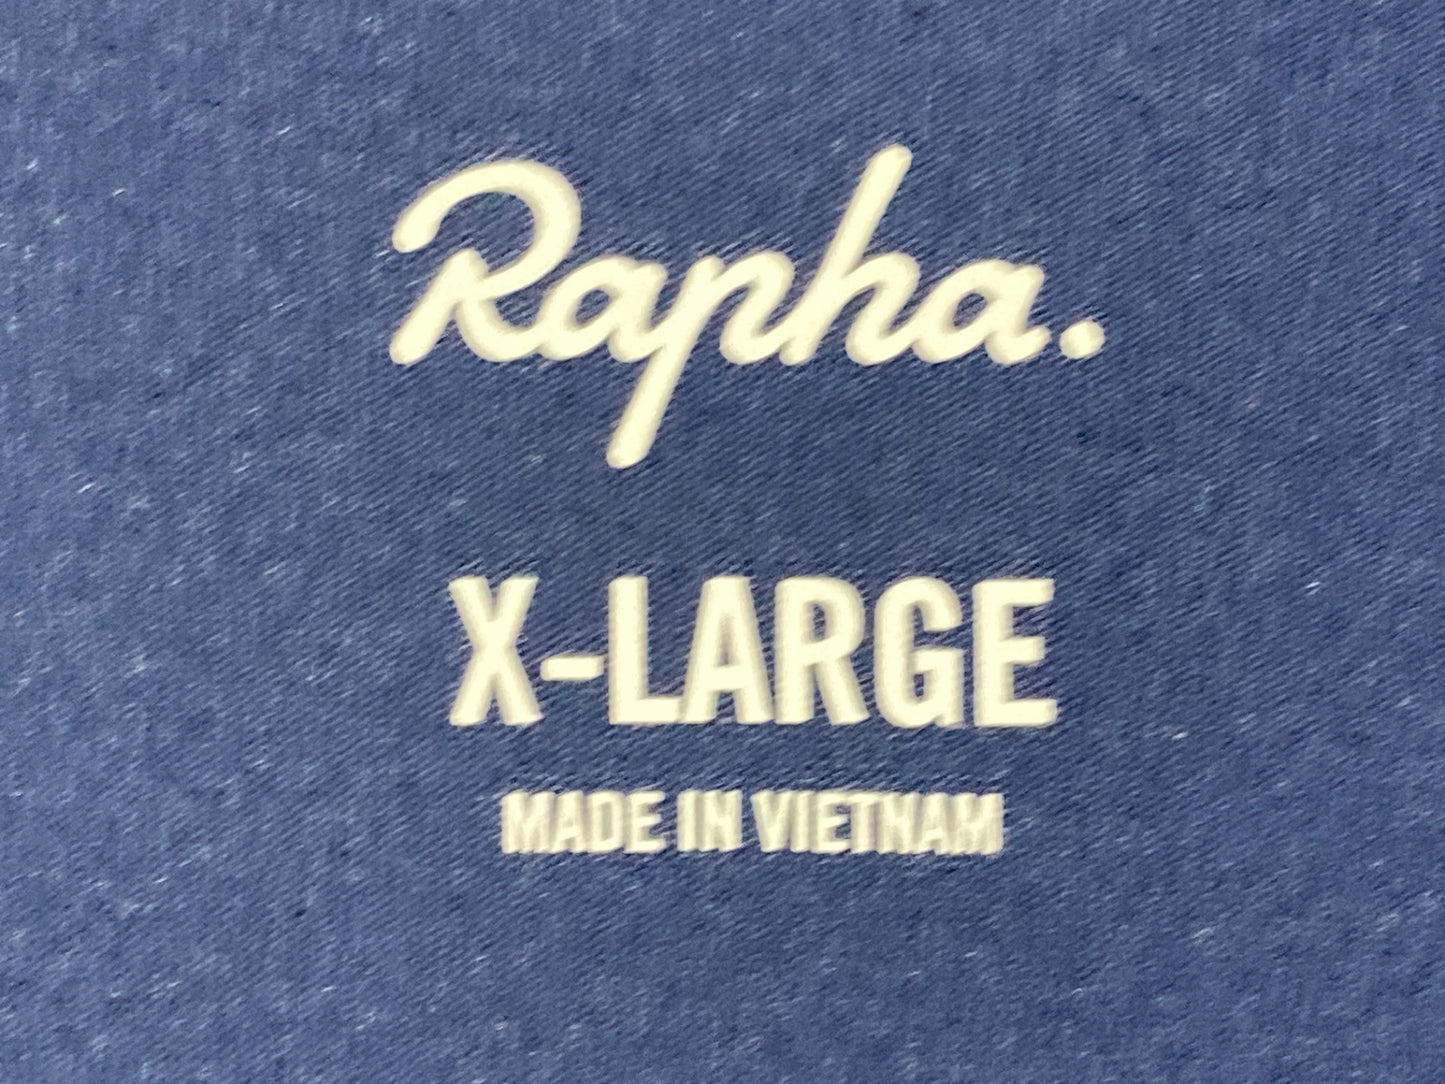 Rapha.
X-LARGE
MADE IN VIETNAM